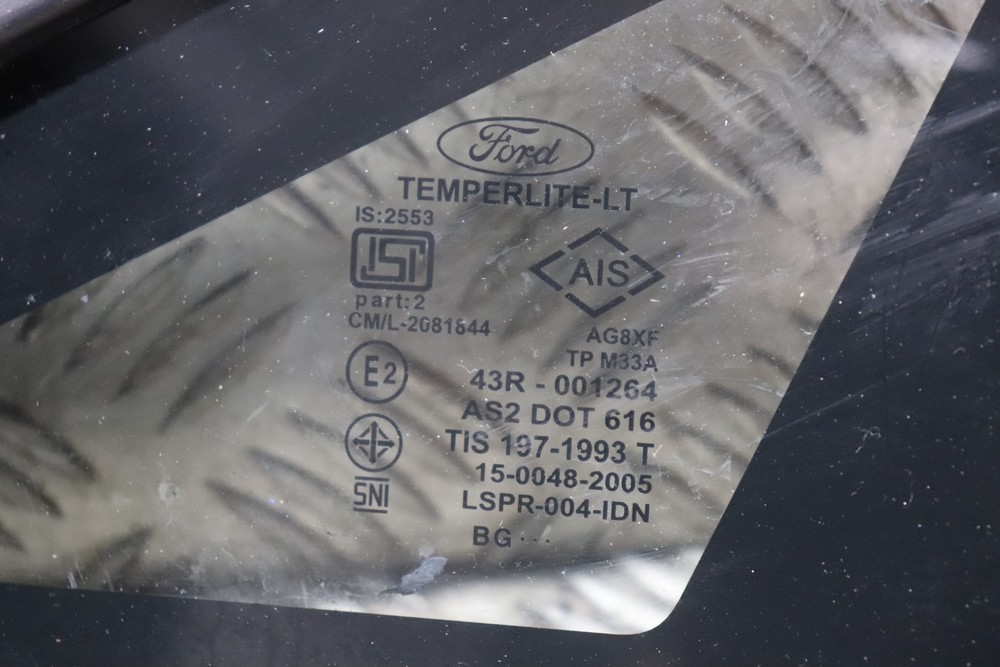 Ford
TEMPERLITE-LT
IS:2553
ISI
part:2
CM/L-2081844
AIS
AG8XF
TP M33A
E2
43R - 001264
AS2 DOT 616
TIS 197-1993 T
15-0048-2005
SNI
LSPR-004-IDN
BG ···